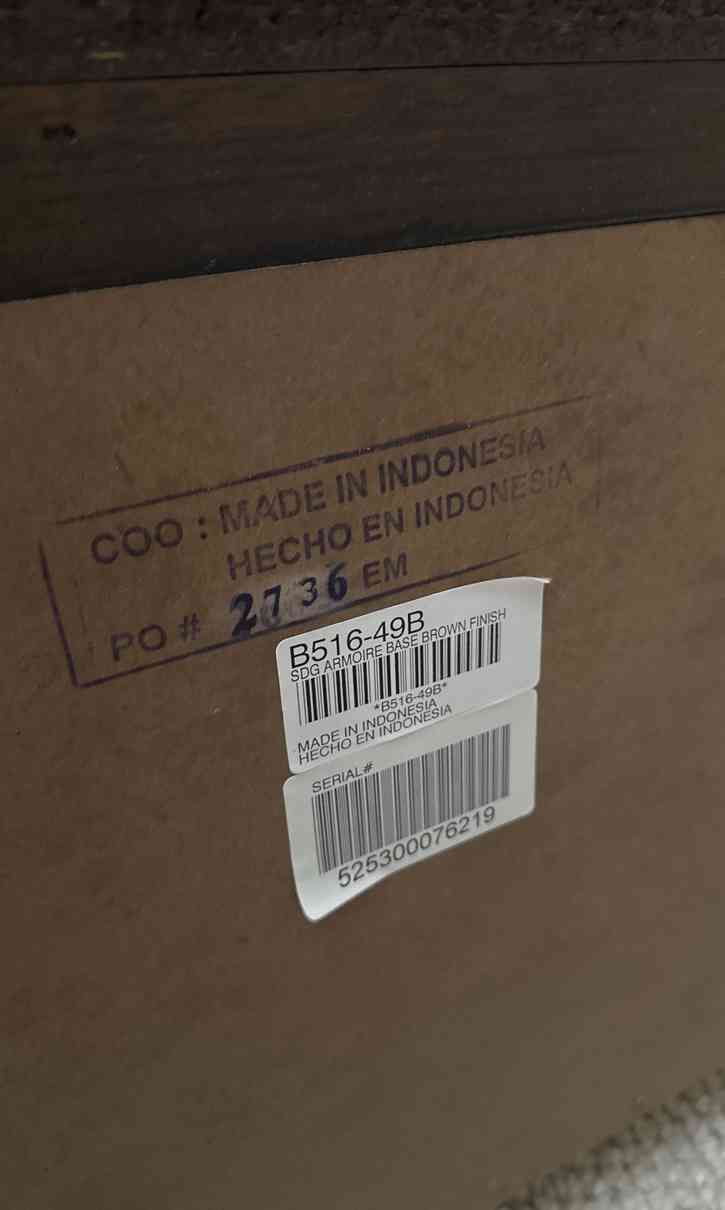 COO : MADE IN INDONESIA
HECHO EN INDONESIA
PO # 2736 EM
B516-49B
SDG ARMOIRE BASE BROWN FINISH
*B516-49B*
MADE IN INDONESIA
HECHO EN INDONESIA
SERIAL#
525300076219